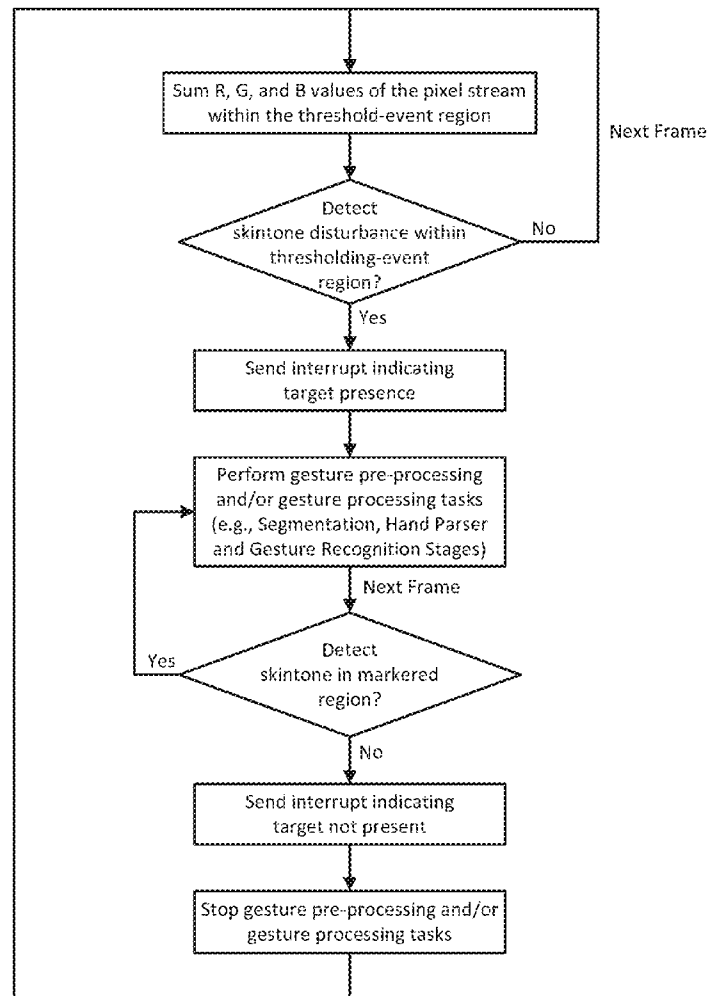 Sum R, G, and B values of the pixel stream
within the threshold-event region
Next Frame
Detect
skintone disturbance within
thresholding-event
region?
No
Yes
Send interrupt indicating
target presence
Perform gesture pre-processing
and/or gesture processing tasks
(e.g., Segmentation, Hand Parser
and Gesture Recognition Stages)
Next Frame
Detect
skintone in markered
region?
Yes
No
Send interrupt indicating
target not present
Stop gesture pre-processing and/or
gesture processing tasks